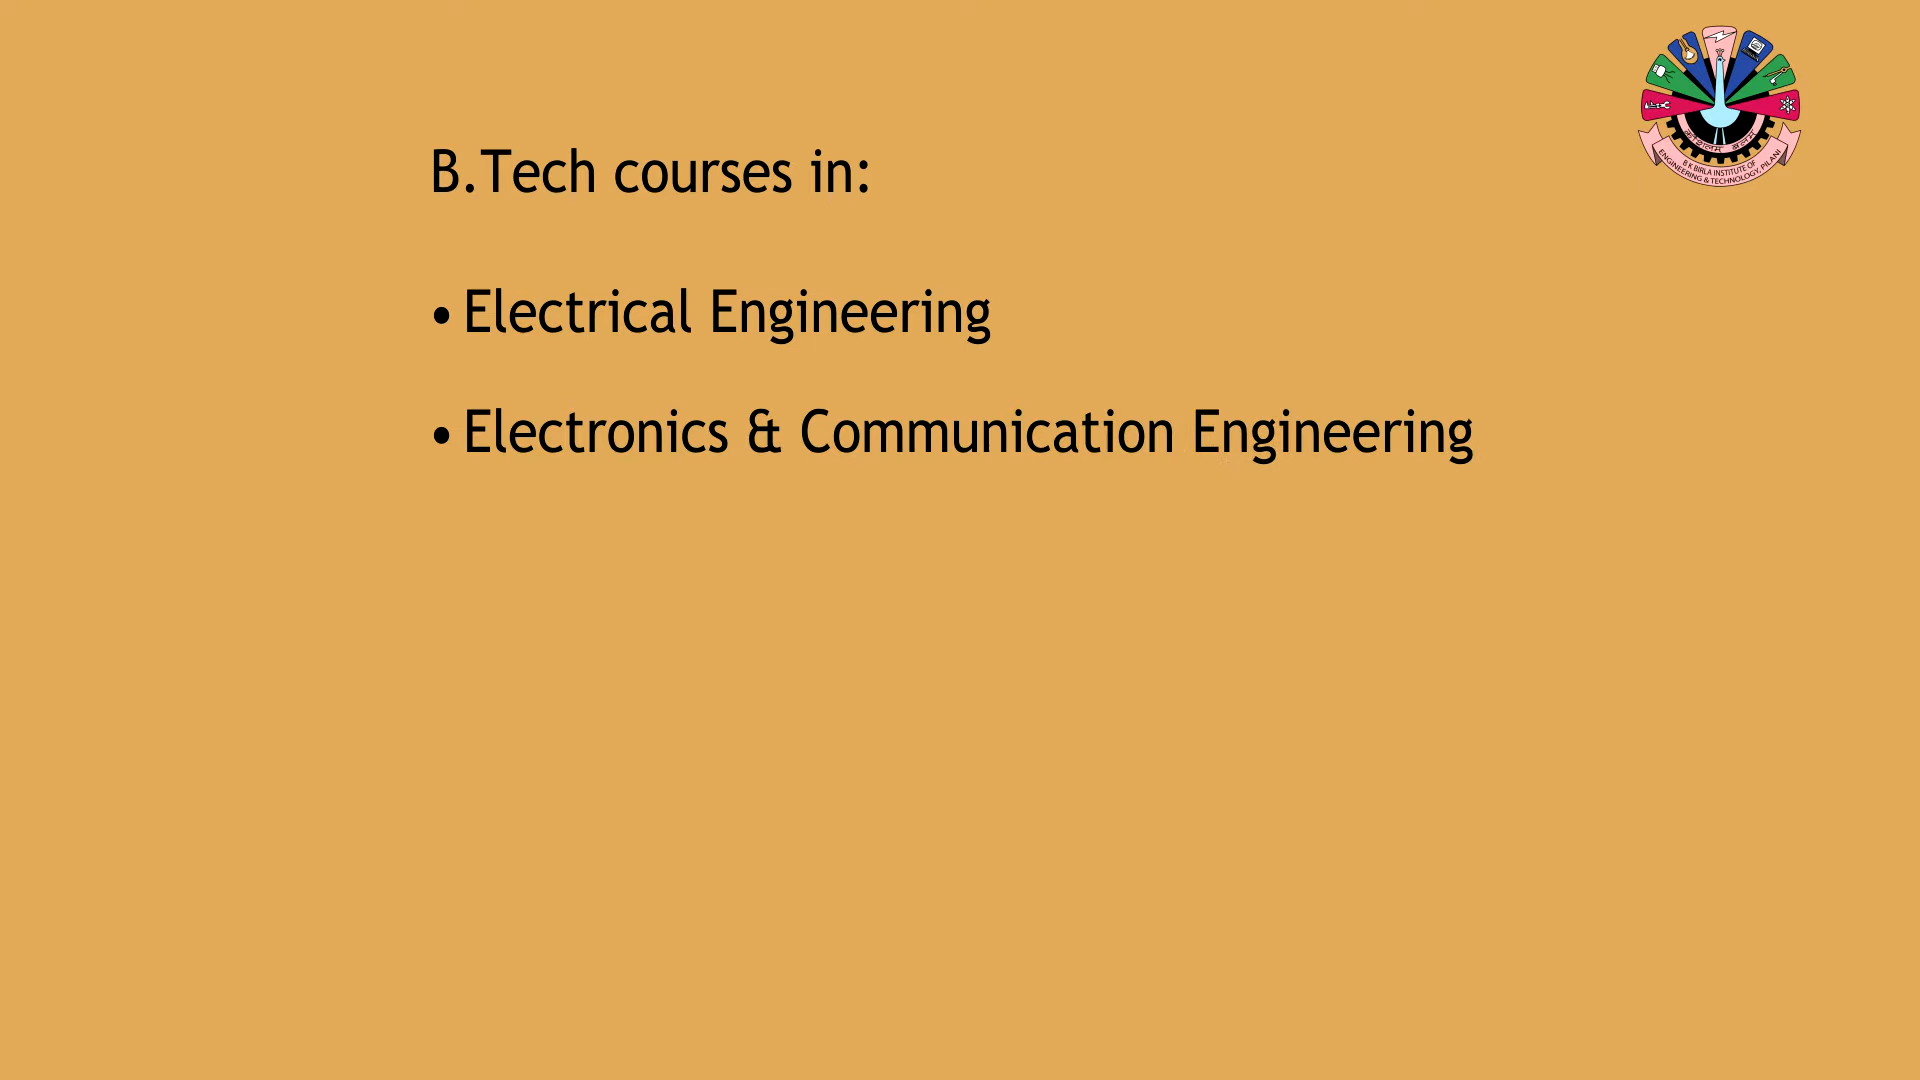 B.Tech courses in:
• Electrical Engineering
• Electronics & Communication Engineering
B K BIRLA INSTITUTE OF
ENGINEERING & TECHNOLOGY, PILANI